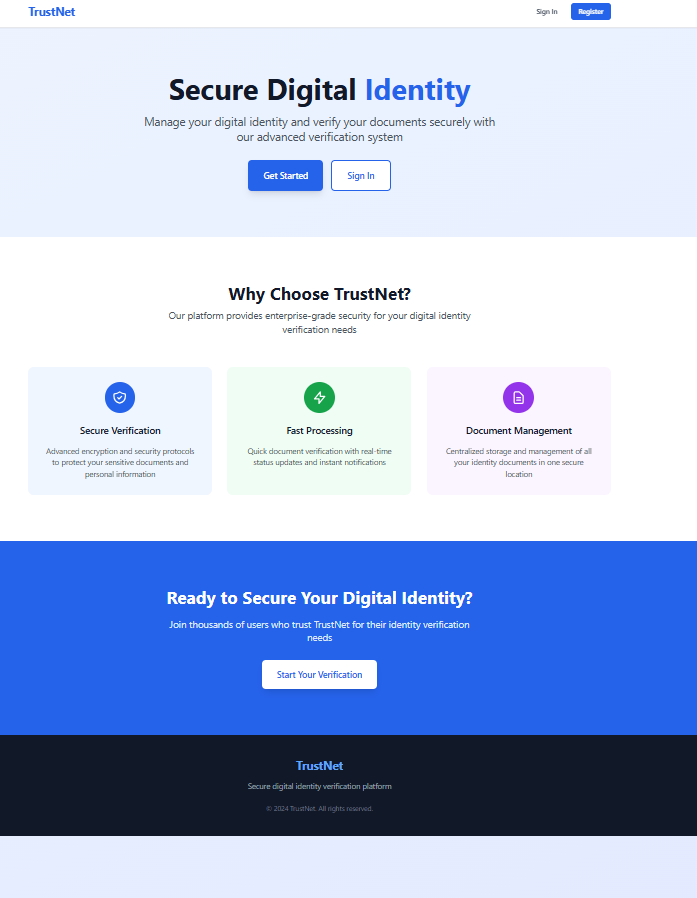 TrustNet
Sign In
Register
Secure Digital Identity
Manage your digital identity and verify your documents securely with
our advanced verification system
Get Started
Sign In
Why Choose TrustNet?
Our platform provides enterprise-grade security for your digital identity
verification needs
Secure Verification
Advanced encryption and security protocols
to protect your sensitive documents and
personal information
Fast Processing
Quick document verification with real-time
status updates and instant notifications
Document Management
Centralized storage and management of all
your identity documents in one secure
location
Ready to Secure Your Digital Identity?
Join thousands of users who trust TrustNet for their identity verification
needs
Start Your Verification
TrustNet
Secure digital identity verification platform
© 2024 TrustNet. All rights reserved.